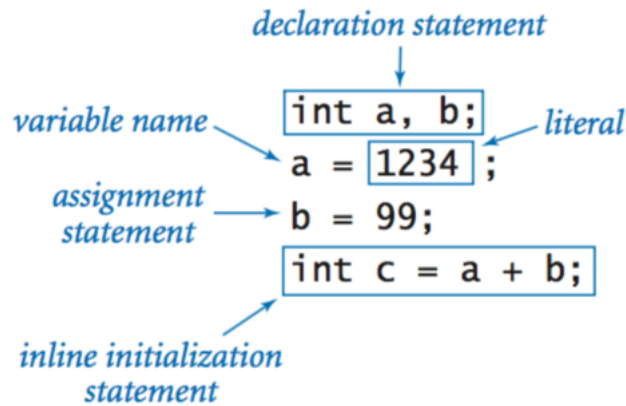 declaration statement
int a, b;
variable name
literal
a = 1234 ;
assignment
statement
b = 99;
int c = a + b;
inline initialization
statement